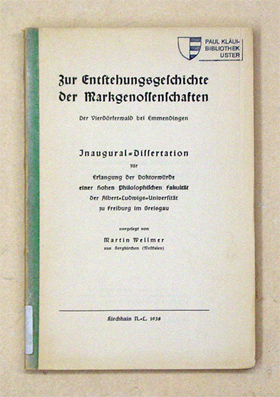 PAUL KLÄUI-
BIBLIOTHEK
USTER
Zur Entstehungsgeschichte
der Markgenossenschaften
Der Vierdörferwald bei Emmendingen
Inaugural-Dissertation
zur
Erlangung der Doktorwürde
einer Hohen Philosophischen Fakultät
der Albert-Ludwigs-Universität
zu Freiburg im Breisgau
vorgelegt von
Martin Wellmer
aus Bergkirchen (Westfalen)
Kirchhain N.-L. 1938